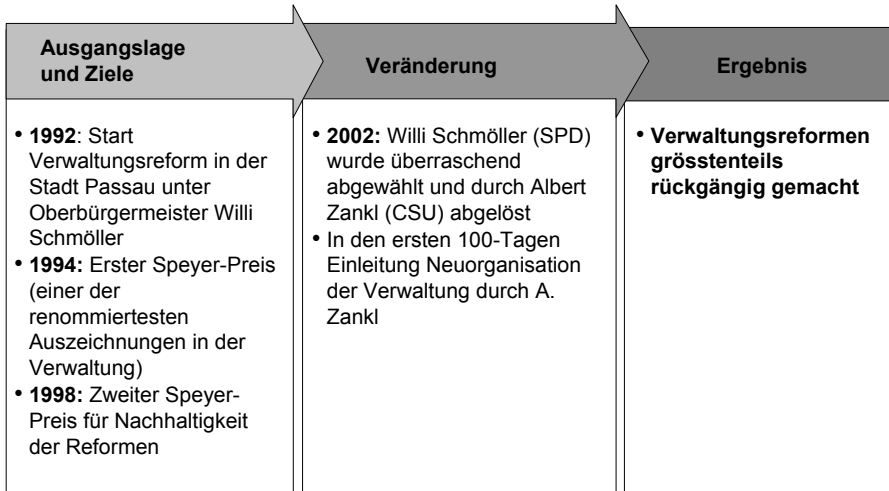 Ausgangslage
und Ziele
Veränderung
Ergebnis
• 1992: Start
Verwaltungsreform in der
Stadt Passau unter
Oberbürgermeister Willi
Schmöller
• 1994: Erster Speyer-Preis
(einer der
renommiertesten
Auszeichnungen in der
Verwaltung)
• 1998: Zweiter Speyer-
Preis für Nachhaltigkeit
der Reformen
• 2002: Willi Schmöller (SPD)
wurde überraschend
abgewählt und durch Albert
Zankl (CSU) abgelöst
• In den ersten 100-Tagen
Einleitung Neuorganisation
der Verwaltung durch A.
Zankl
• Verwaltungsreformen
grösstenteils
rückgängig gemacht